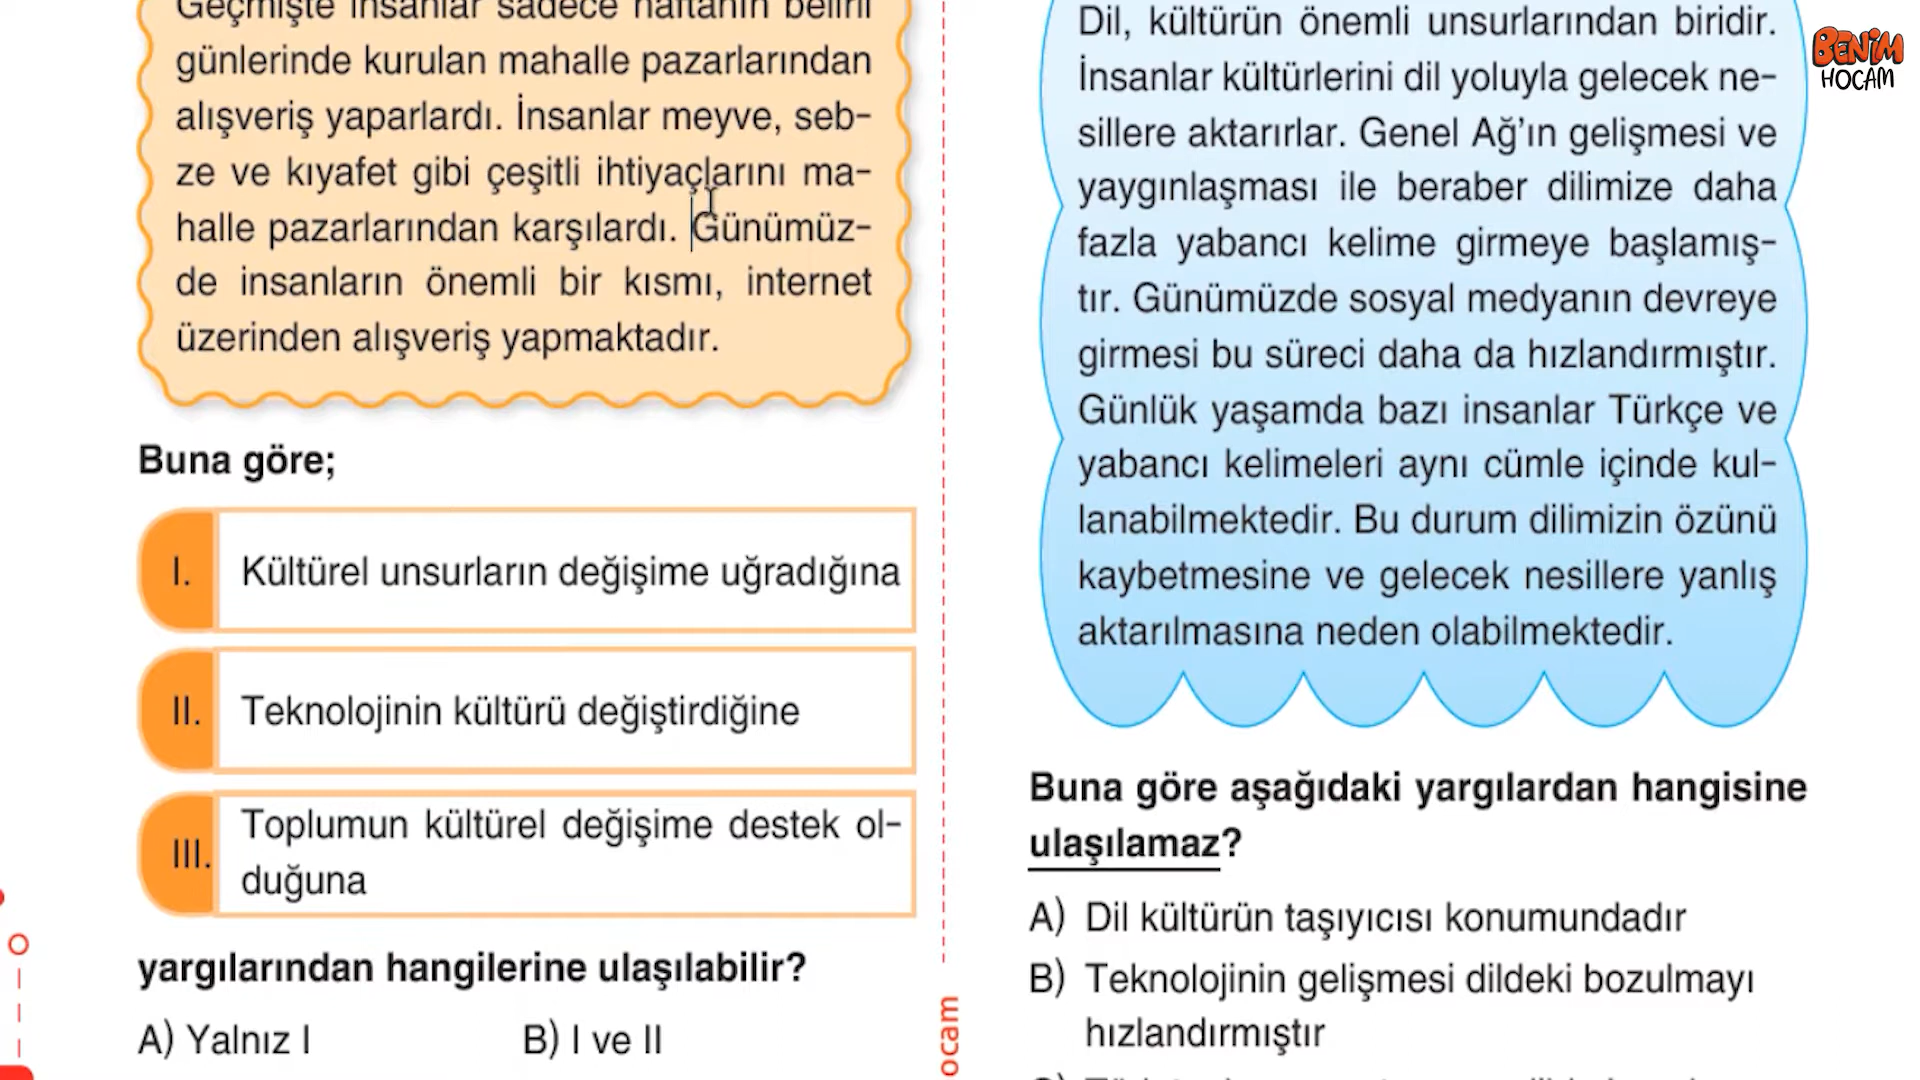 Geçmişte insanlar sadece haftanın belirli
günlerinde kurulan mahalle pazarlarından
alışveriş yaparlardı. İnsanlar meyve, seb-
ze ve kıyafet gibi çeşitli ihtiyaçlarını ma-
halle pazarlarından karşılardı. Günümüz-
de insanların önemli bir kısmı, internet
üzerinden alışveriş yapmaktadır.
Buna göre;
I. Kültürel unsurların değişime uğradığına
II. Teknolojinin kültürü değiştirdiğine
III. Toplumun kültürel değişime destek ol-
duğuna
yargılarından hangilerine ulaşılabilir?
A) Yalnız I B) I ve II
ocam
Dil, kültürün önemli unsurlarından biridir.
İnsanlar kültürlerini dil yoluyla gelecek ne-
sillere aktarırlar. Genel Ağ’ın gelişmesi ve
yaygınlaşması ile beraber dilimize daha
fazla yabancı kelime girmeye başlamış-
tır. Günümüzde sosyal medyanın devreye
girmesi bu süreci daha da hızlandırmıştır.
Günlük yaşamda bazı insanlar Türkçe ve
yabancı kelimeleri aynı cümle içinde kul-
lanabilmektedir. Bu durum dilimizin özünü
kaybetmesine ve gelecek nesillere yanlış
aktarılmasına neden olabilmektedir.
Buna göre aşağıdaki yargılardan hangisine
ulaşılamaz?
A) Dil kültürün taşıyıcısı konumundadır
B) Teknolojinin gelişmesi dildeki bozulmayı
hızlandırmıştır
BENİM
HOCAM